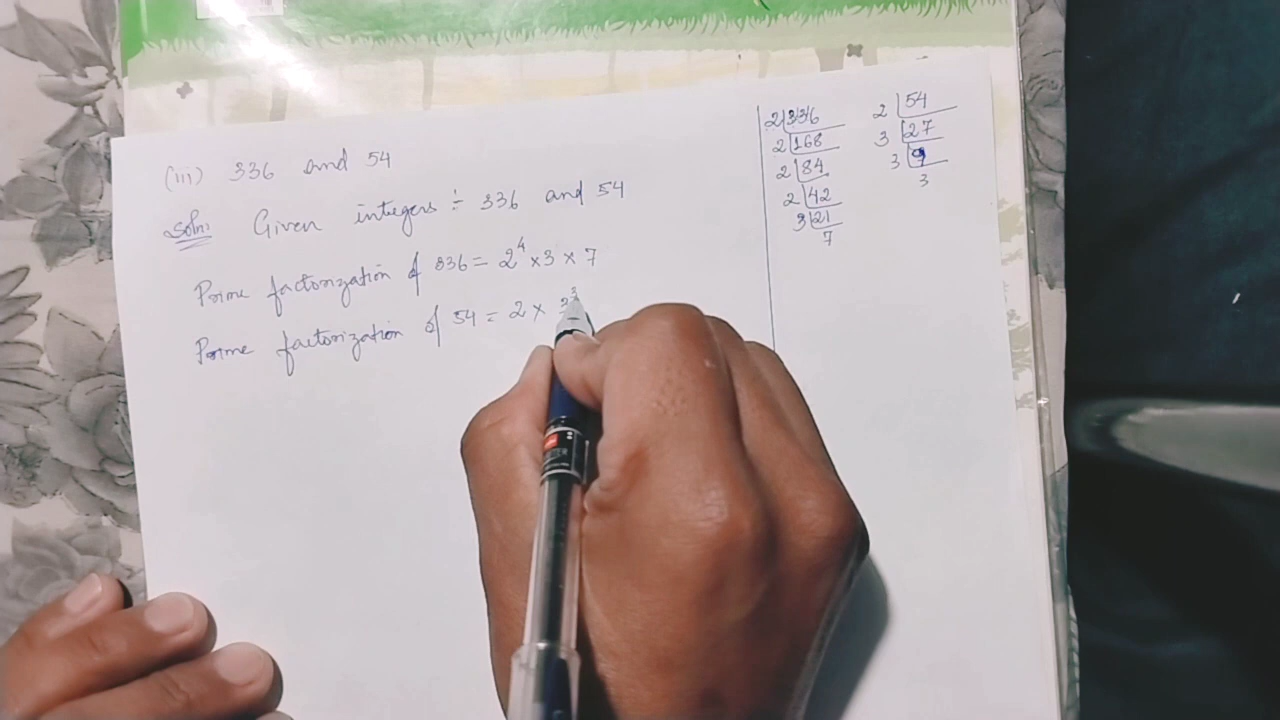 (iii) 336 and 54
Soln: Given integers ÷ 336 and 54
Prime factorization of 336 = 2⁴ × 3 × 7
Prime factorization of 54 = 2 × 3³
2 | 336
2 | 168
2 | 84
2 | 42
3 | 21
7
2 | 54
3 | 27
3 | 9
3